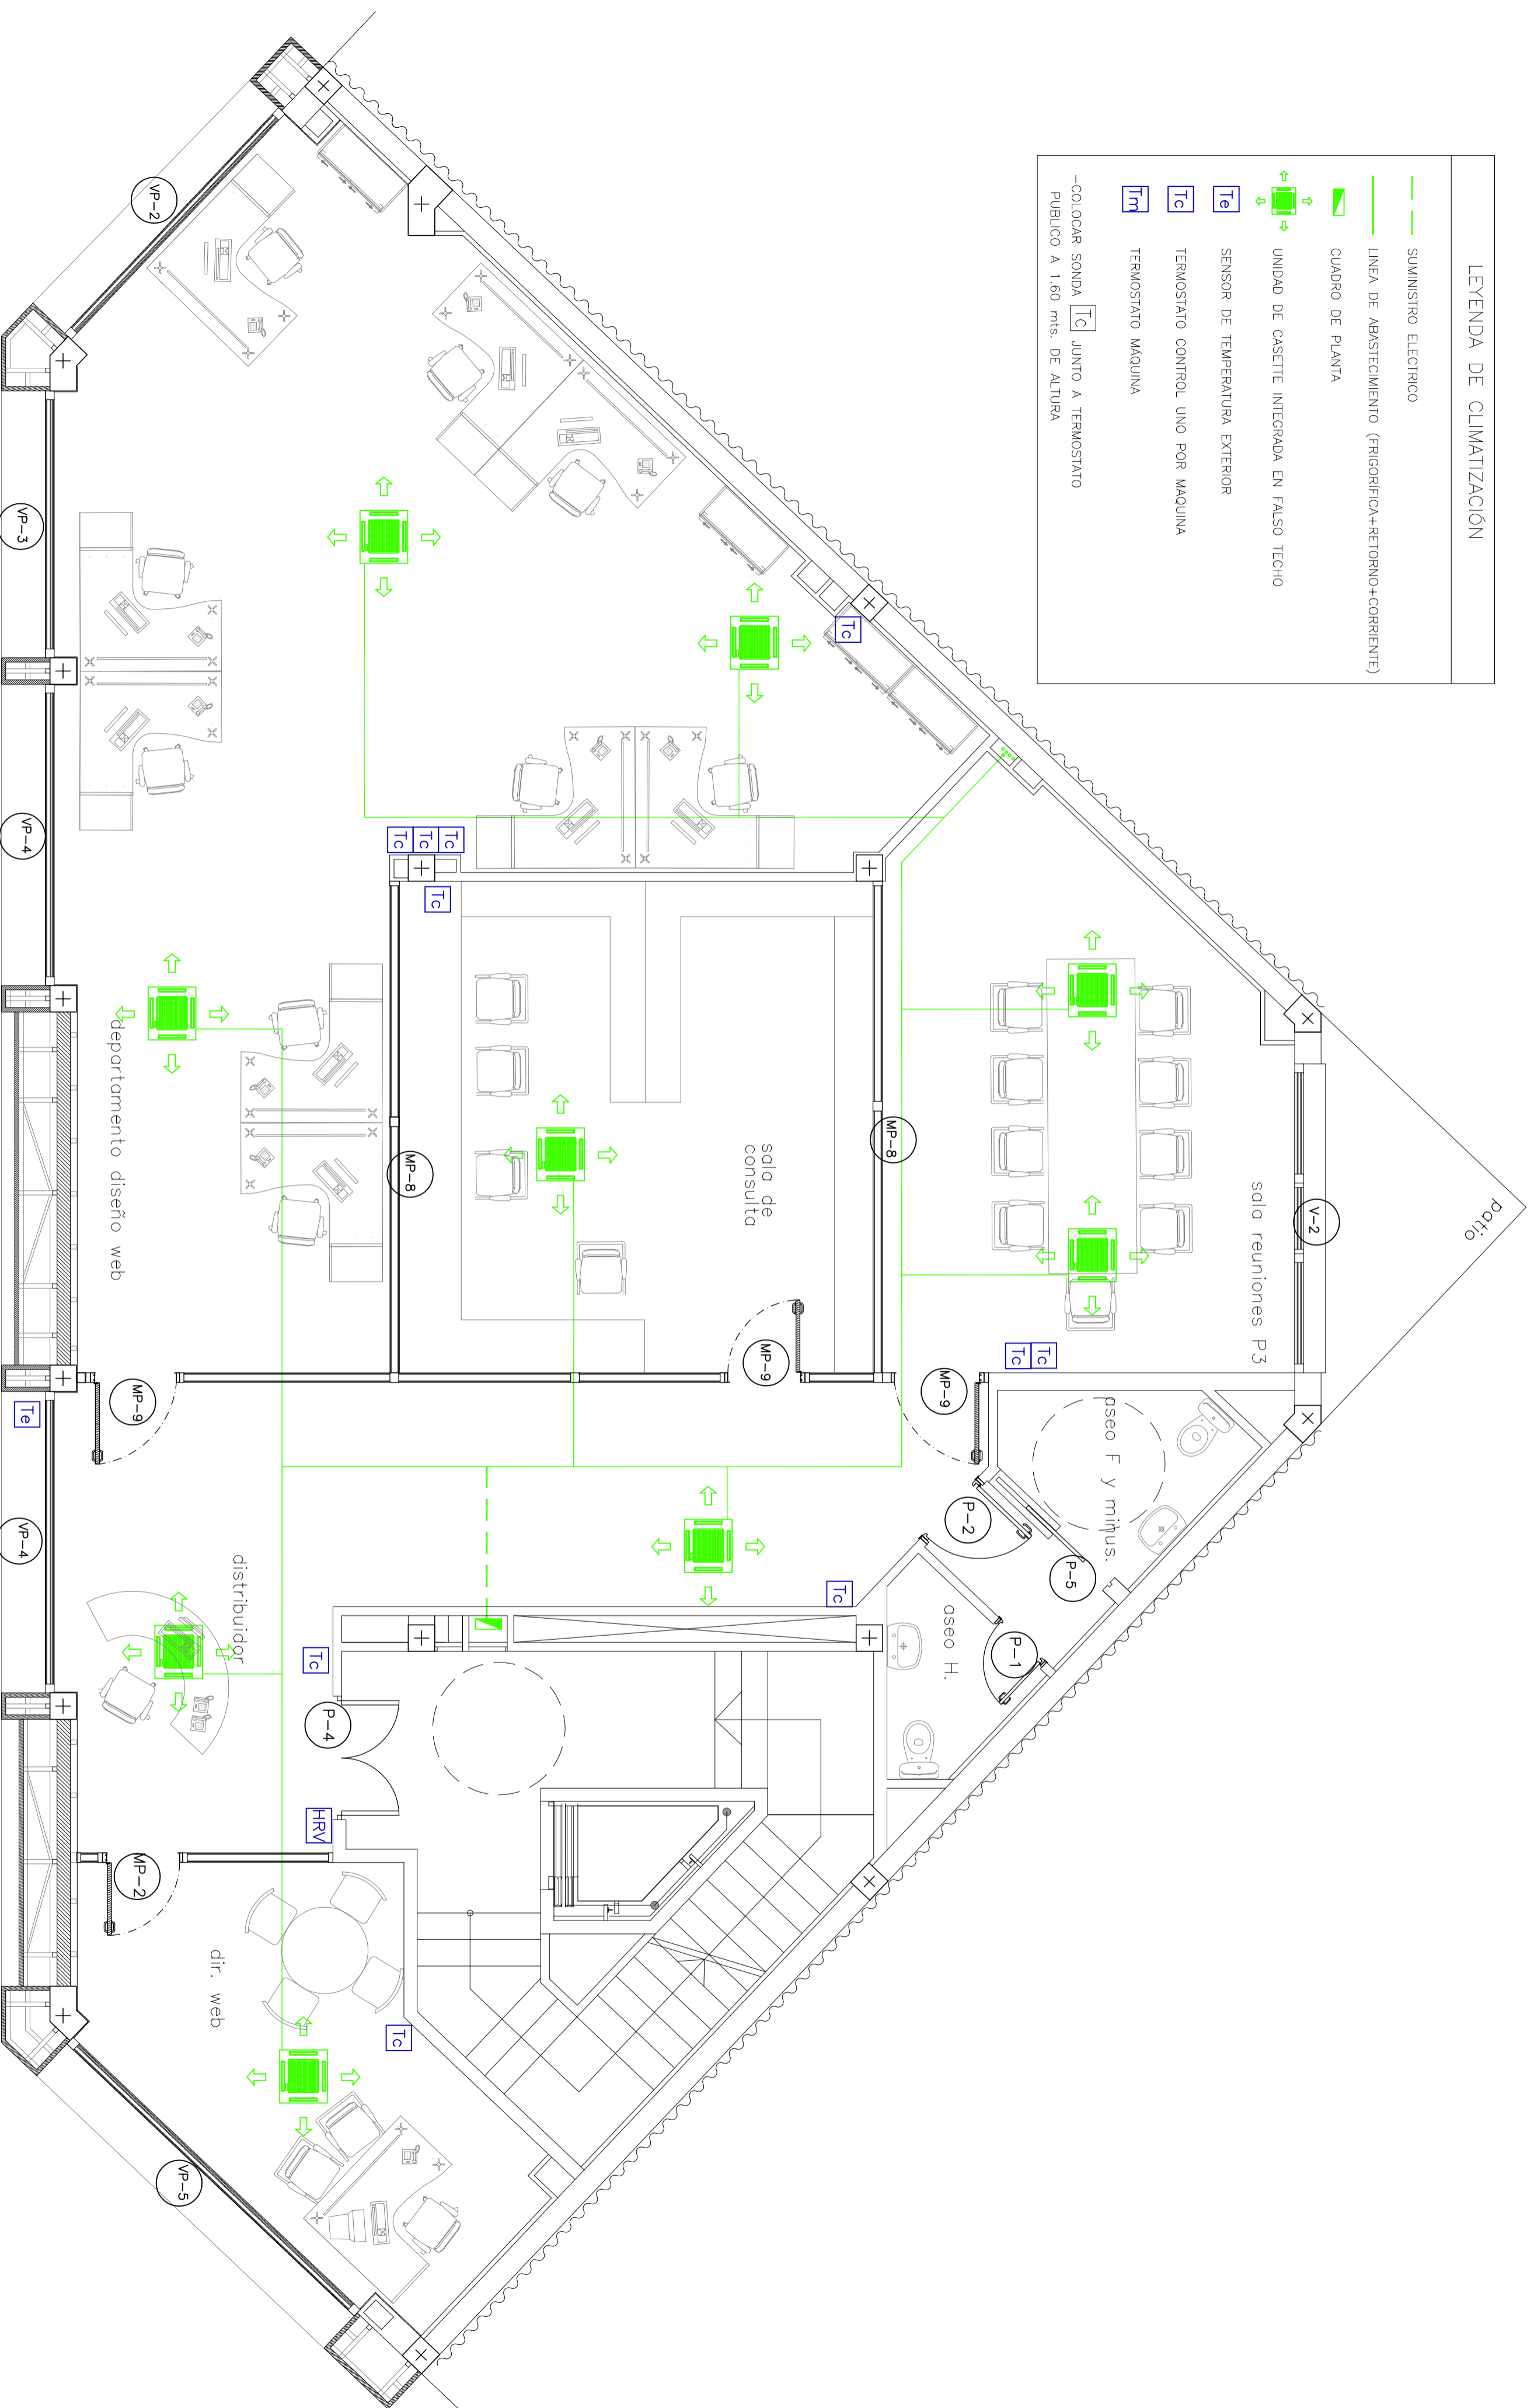 LEYENDA DE CLIMATIZACIÓN
SUMINISTRO ELECTRICO
LINEA DE ABASTECIMIENTO (FRIGORÍFICA+RETORNO+CORRIENTE)
CUADRO DE PLANTA
UNIDAD DE CASETTE INTEGRADA EN FALSO TECHO
Te SENSOR DE TEMPERATURA EXTERIOR
Tc TERMOSTATO CONTROL UNO POR MAQUINA
Tm TERMOSTATO MÁQUINA
-COLOCAR SONDA Tc JUNTO A TERMOSTATO
PUBLICO A 1.60 mts. DE ALTURA
patio
V-2
sala reuniones P3
Tc
Tc
aseo F y minus.
P-5
P-2
P-1
MP-9
aseo H.
MP-8
Tc
Tc
sala de
consulta
MP-9
Tc
Tc
Tc
Tc
MP-8
P-4
Tc
HRV
Tc
distribuidor
dir. web
departamento diseño web
VP-2
MP-9
MP-2
VP-5
Te
VP-3
VP-4
VP-4